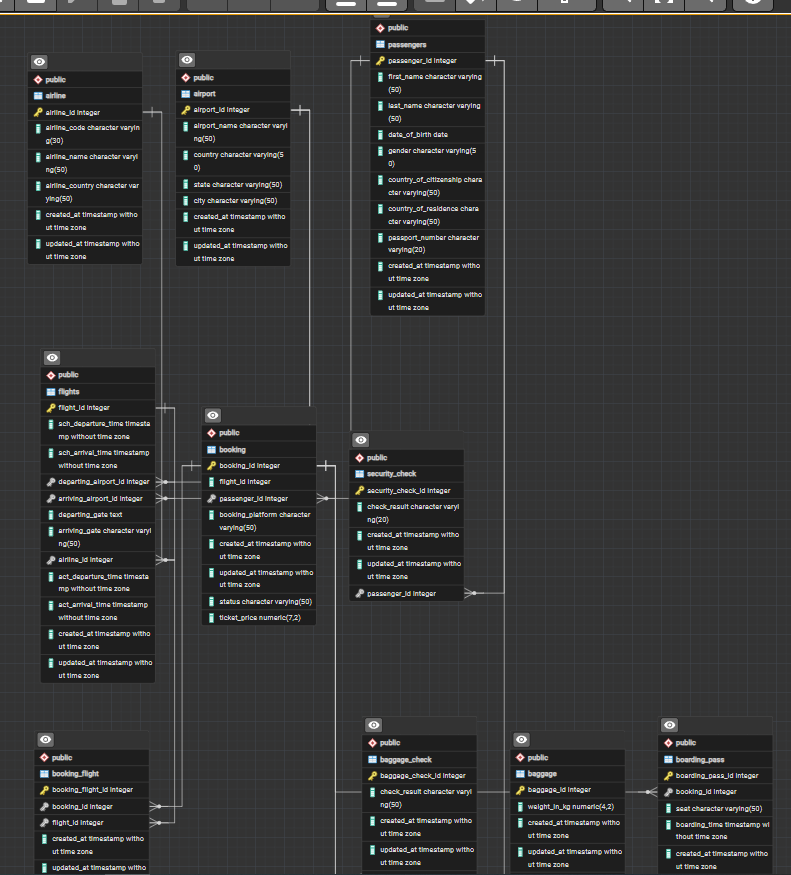 public
airline
airline_id integer
airline_code character varyin
g(30)
airline_name character varyi
ng(50)
airline_country character var
ying(50)
created_at timestamp witho
ut time zone
updated_at timestamp witho
ut time zone
public
airport
airport_id integer
airport_name character varyi
ng(50)
country character varying(5
0)
state character varying(50)
city character varying(50)
created_at timestamp witho
ut time zone
updated_at timestamp witho
ut time zone
public
passengers
passenger_id integer
first_name character varying
(50)
last_name character varying
(50)
date_of_birth date
gender character varying(5
0)
country_of_citizenship chara
cter varying(50)
country_of_residence chara
cter varying(50)
passport_number character
varying(20)
created_at timestamp witho
ut time zone
updated_at timestamp witho
ut time zone
public
flights
flight_id integer
sch_departure_time timesta
mp without time zone
sch_arrival_time timestamp
without time zone
departing_airport_id integer
arriving_airport_id integer
departing_gate text
arriving_gate character varyi
ng(50)
airline_id integer
act_departure_time timesta
mp without time zone
act_arrival_time timestamp
without time zone
created_at timestamp witho
ut time zone
updated_at timestamp witho
ut time zone
public
booking
booking_id integer
flight_id integer
passenger_id integer
booking_platform character
varying(50)
created_at timestamp witho
ut time zone
updated_at timestamp witho
ut time zone
status character varying(50)
ticket_price numeric(7,2)
public
security_check
security_check_id integer
check_result character varyi
ng(20)
created_at timestamp witho
ut time zone
updated_at timestamp witho
ut time zone
passenger_id integer
public
booking_flight
booking_flight_id integer
booking_id integer
flight_id integer
created_at timestamp witho
ut time zone
updated_at timestamp witho
public
baggage_check
baggage_check_id integer
check_result character varyi
ng(50)
created_at timestamp witho
ut time zone
updated_at timestamp witho
ut time zone
public
baggage
baggage_id integer
weight_in_kg numeric(4,2)
created_at timestamp witho
ut time zone
updated_at timestamp witho
ut time zone
public
boarding_pass
boarding_pass_id integer
booking_id integer
seat character varying(50)
boarding_time timestamp wi
thout time zone
created_at timestamp witho
ut time zone